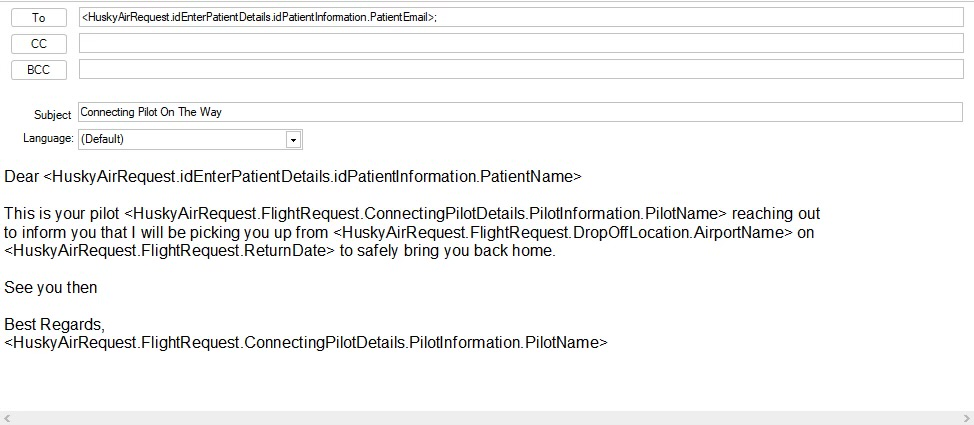 To <HuskyAirRequest.idEnterPatientDetails.idPatientInformation.PatientEmail>;
CC
BCC
Subject Connecting Pilot On The Way
Language: (Default)
Dear <HuskyAirRequest.idEnterPatientDetails.idPatientInformation.PatientName>
This is your pilot <HuskyAirRequest.FlightRequest.ConnectingPilotDetails.PilotInformation.PilotName> reaching out
to inform you that I will be picking you up from <HuskyAirRequest.FlightRequest.DropOffLocation.AirportName> on
<HuskyAirRequest.FlightRequest.ReturnDate> to safely bring you back home.
See you then
Best Regards,
<HuskyAirRequest.FlightRequest.ConnectingPilotDetails.PilotInformation.PilotName>